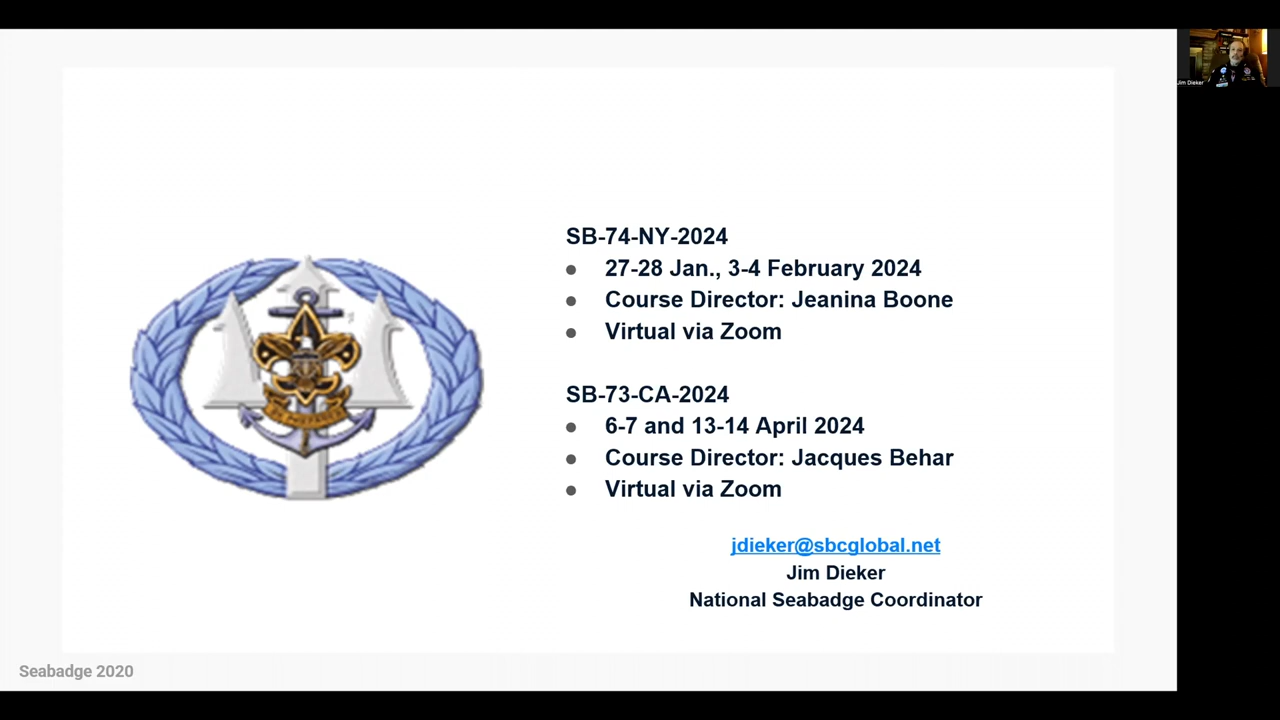 Jim Dieker
SB-74-NY-2024
● 27-28 Jan., 3-4 February 2024
● Course Director: Jeanina Boone
● Virtual via Zoom
SB-73-CA-2024
● 6-7 and 13-14 April 2024
● Course Director: Jacques Behar
● Virtual via Zoom
jdieker@sbcglobal.net
Jim Dieker
National Seabadge Coordinator
Seabadge 2020